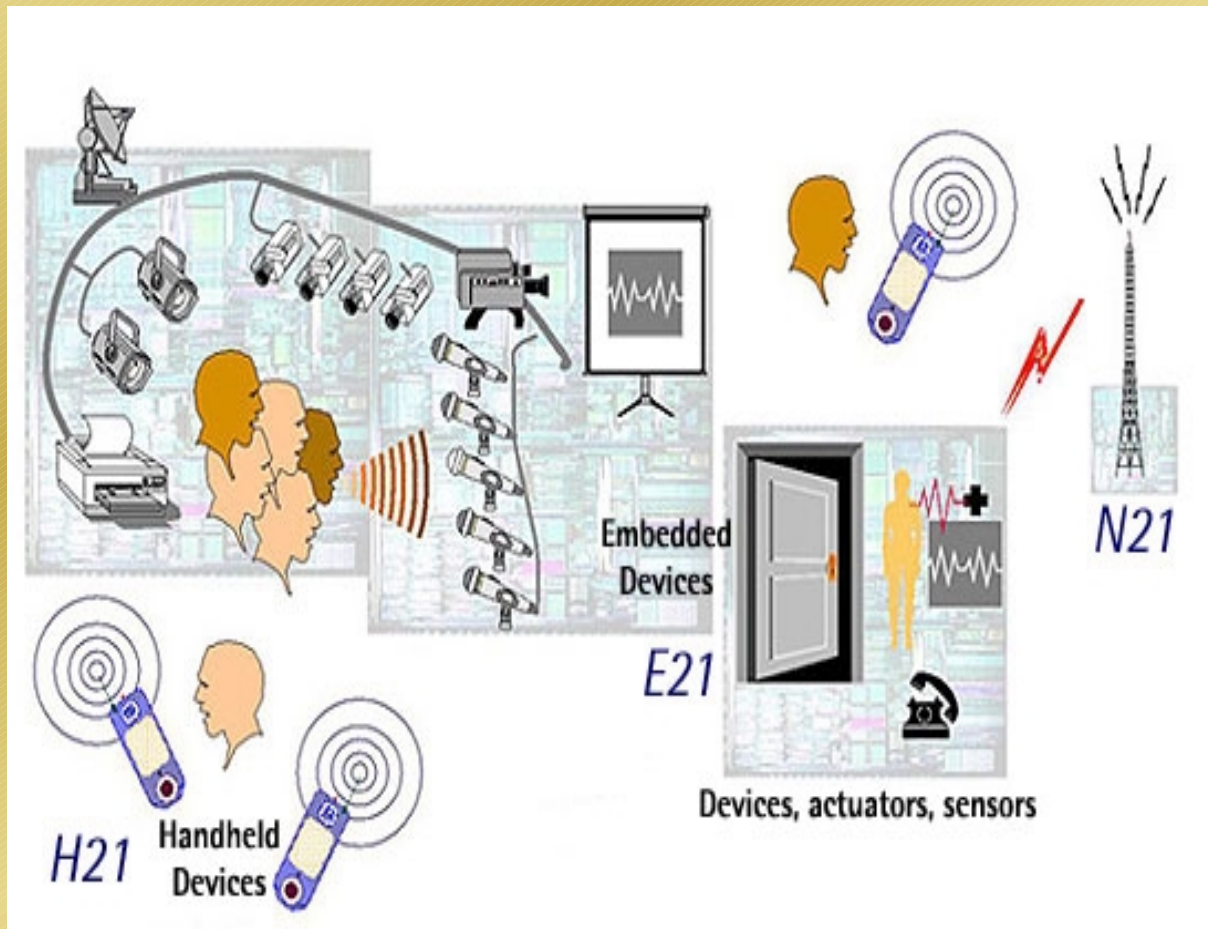 N21
Embedded
Devices
E21
Devices, actuators, sensors
H21
Handheld
Devices